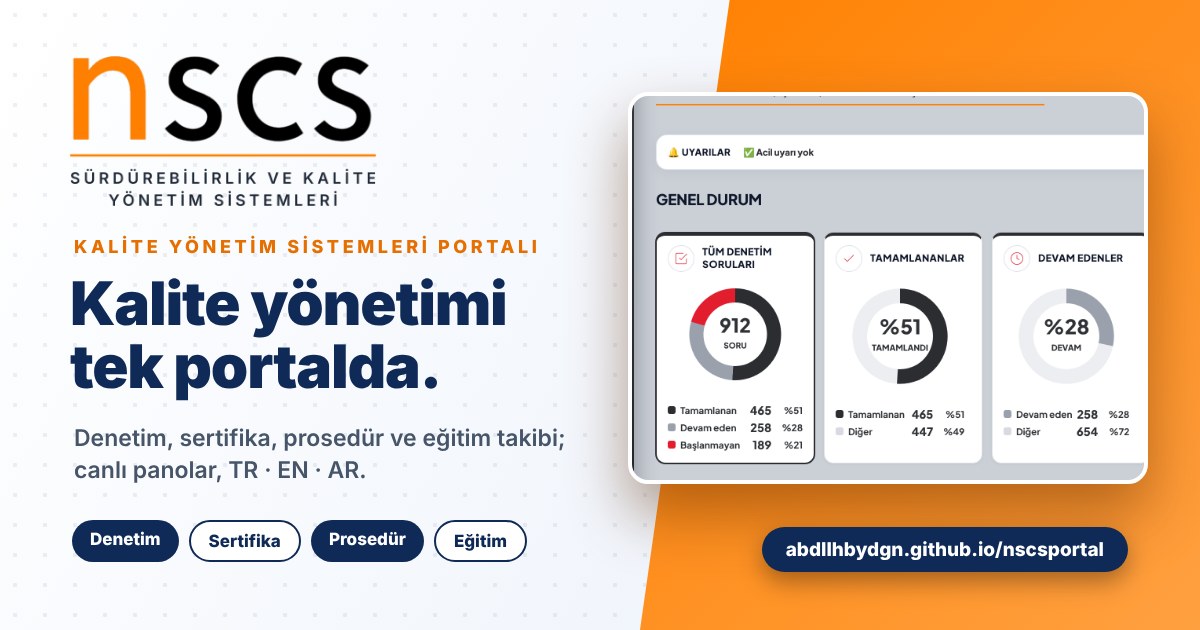 nscs
SÜRDÜREBİLİRLİK VE KALİTE
YÖNETİM SİSTEMLERİ
KALİTE YÖNETİM SİSTEMLERİ PORTALI
Kalite yönetimi
tek portalda.
Denetim, sertifika, prosedür ve eğitim takibi;
canlı panolar, TR · EN · AR.
Denetim
Sertifika
Prosedür
Eğitim
UYARILAR
Acil uyarı yok
GENEL DURUM
TÜM DENETİM
SORULARI
912
SORU
Tamamlanan 465 %51
Devam eden 258 %28
Başlanmayan 189 %21
TAMAMLANANLAR
%51
TAMAMLANDI
Tamamlanan 465 %51
Diğer 447 %49
DEVAM EDENLER
%28
DEVAM
Devam eden 258 %28
Diğer 654 %72
abdllhbydgn.github.io/nscsportal